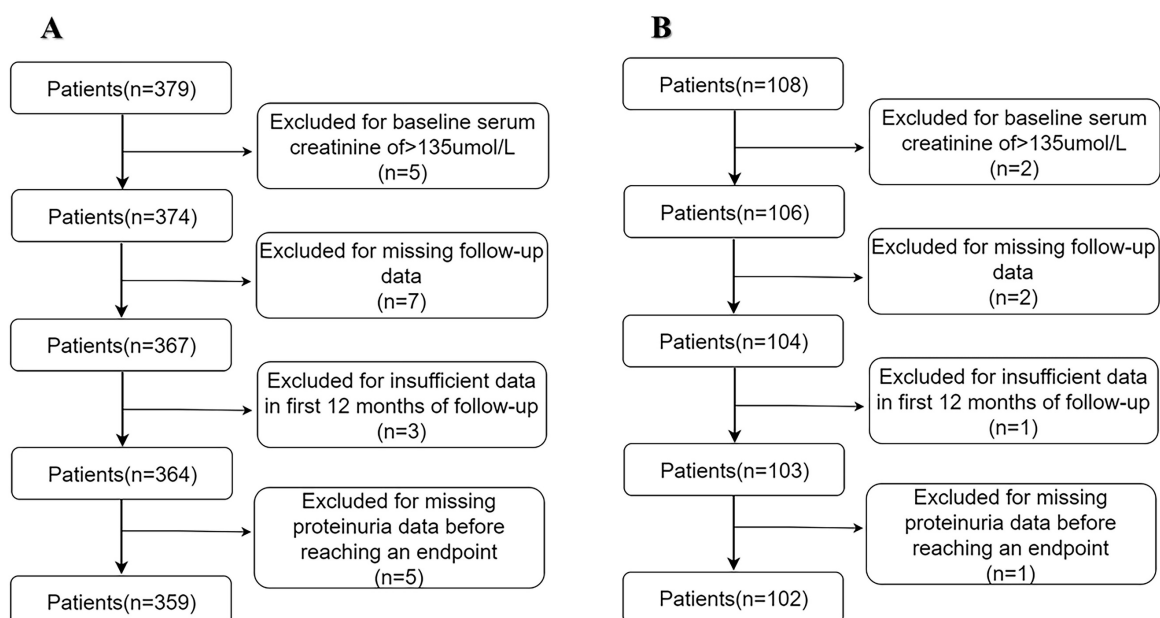 A
Patients(n=379)
Excluded for baseline serum
creatinine of>135umol/L
(n=5)
Patients(n=374)
Excluded for missing follow-up
data
(n=7)
Patients(n=367)
Excluded for insufficient data
in first 12 months of follow-up
(n=3)
Patients(n=364)
Excluded for missing
proteinuria data before
reaching an endpoint
(n=5)
Patients(n=359)
B
Patients(n=108)
Excluded for baseline serum
creatinine of>135umol/L
(n=2)
Patients(n=106)
Excluded for missing follow-up
data
(n=2)
Patients(n=104)
Excluded for insufficient data
in first 12 months of follow-up
(n=1)
Patients(n=103)
Excluded for missing
proteinuria data before
reaching an endpoint
(n=1)
Patients(n=102)